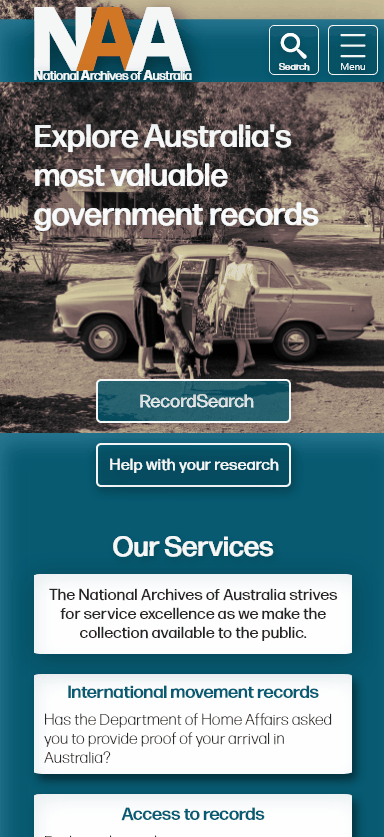 NAA
National Archives of Australia
Search
Menu
Explore Australia's
most valuable
government records
RecordSearch
Help with your research
Our Services
The National Archives of Australia strives
for service excellence as we make the
collection available to the public.
International movement records
Has the Department of Home Affairs asked
you to provide proof of your arrival in
Australia?
Access to records